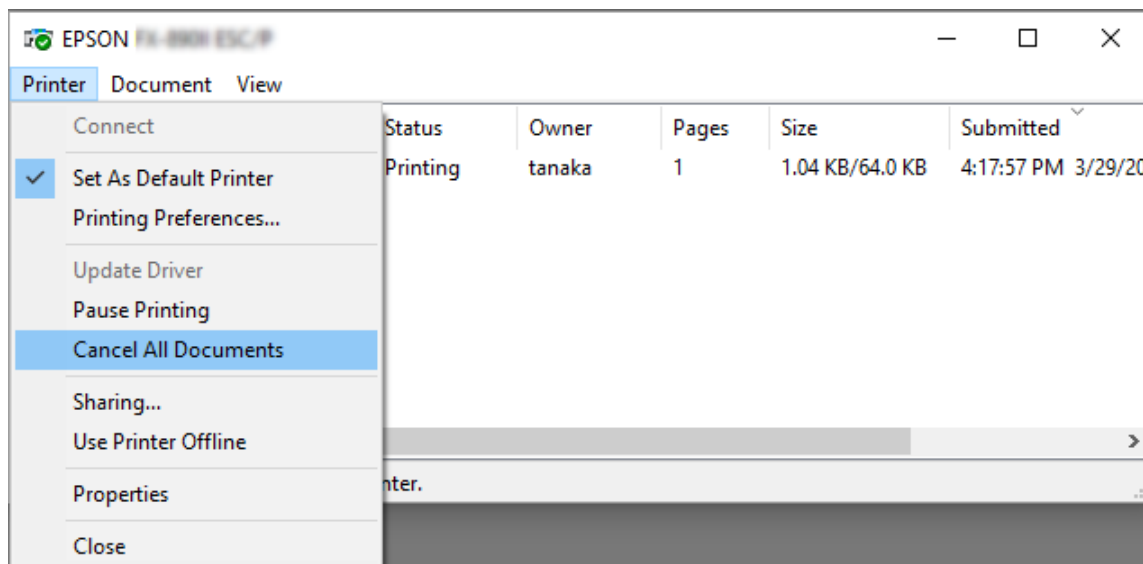 EPSON
Printer Document View
Connect
Status Owner Pages Size Submitted
Set As Default Printer
Printing tanaka 1 1.04 KB/64.0 KB 4:17:57 PM 3/29/20
Printing Preferences...
Update Driver
Pause Printing
Cancel All Documents
Sharing...
Use Printer Offline
Properties
nter.
Close